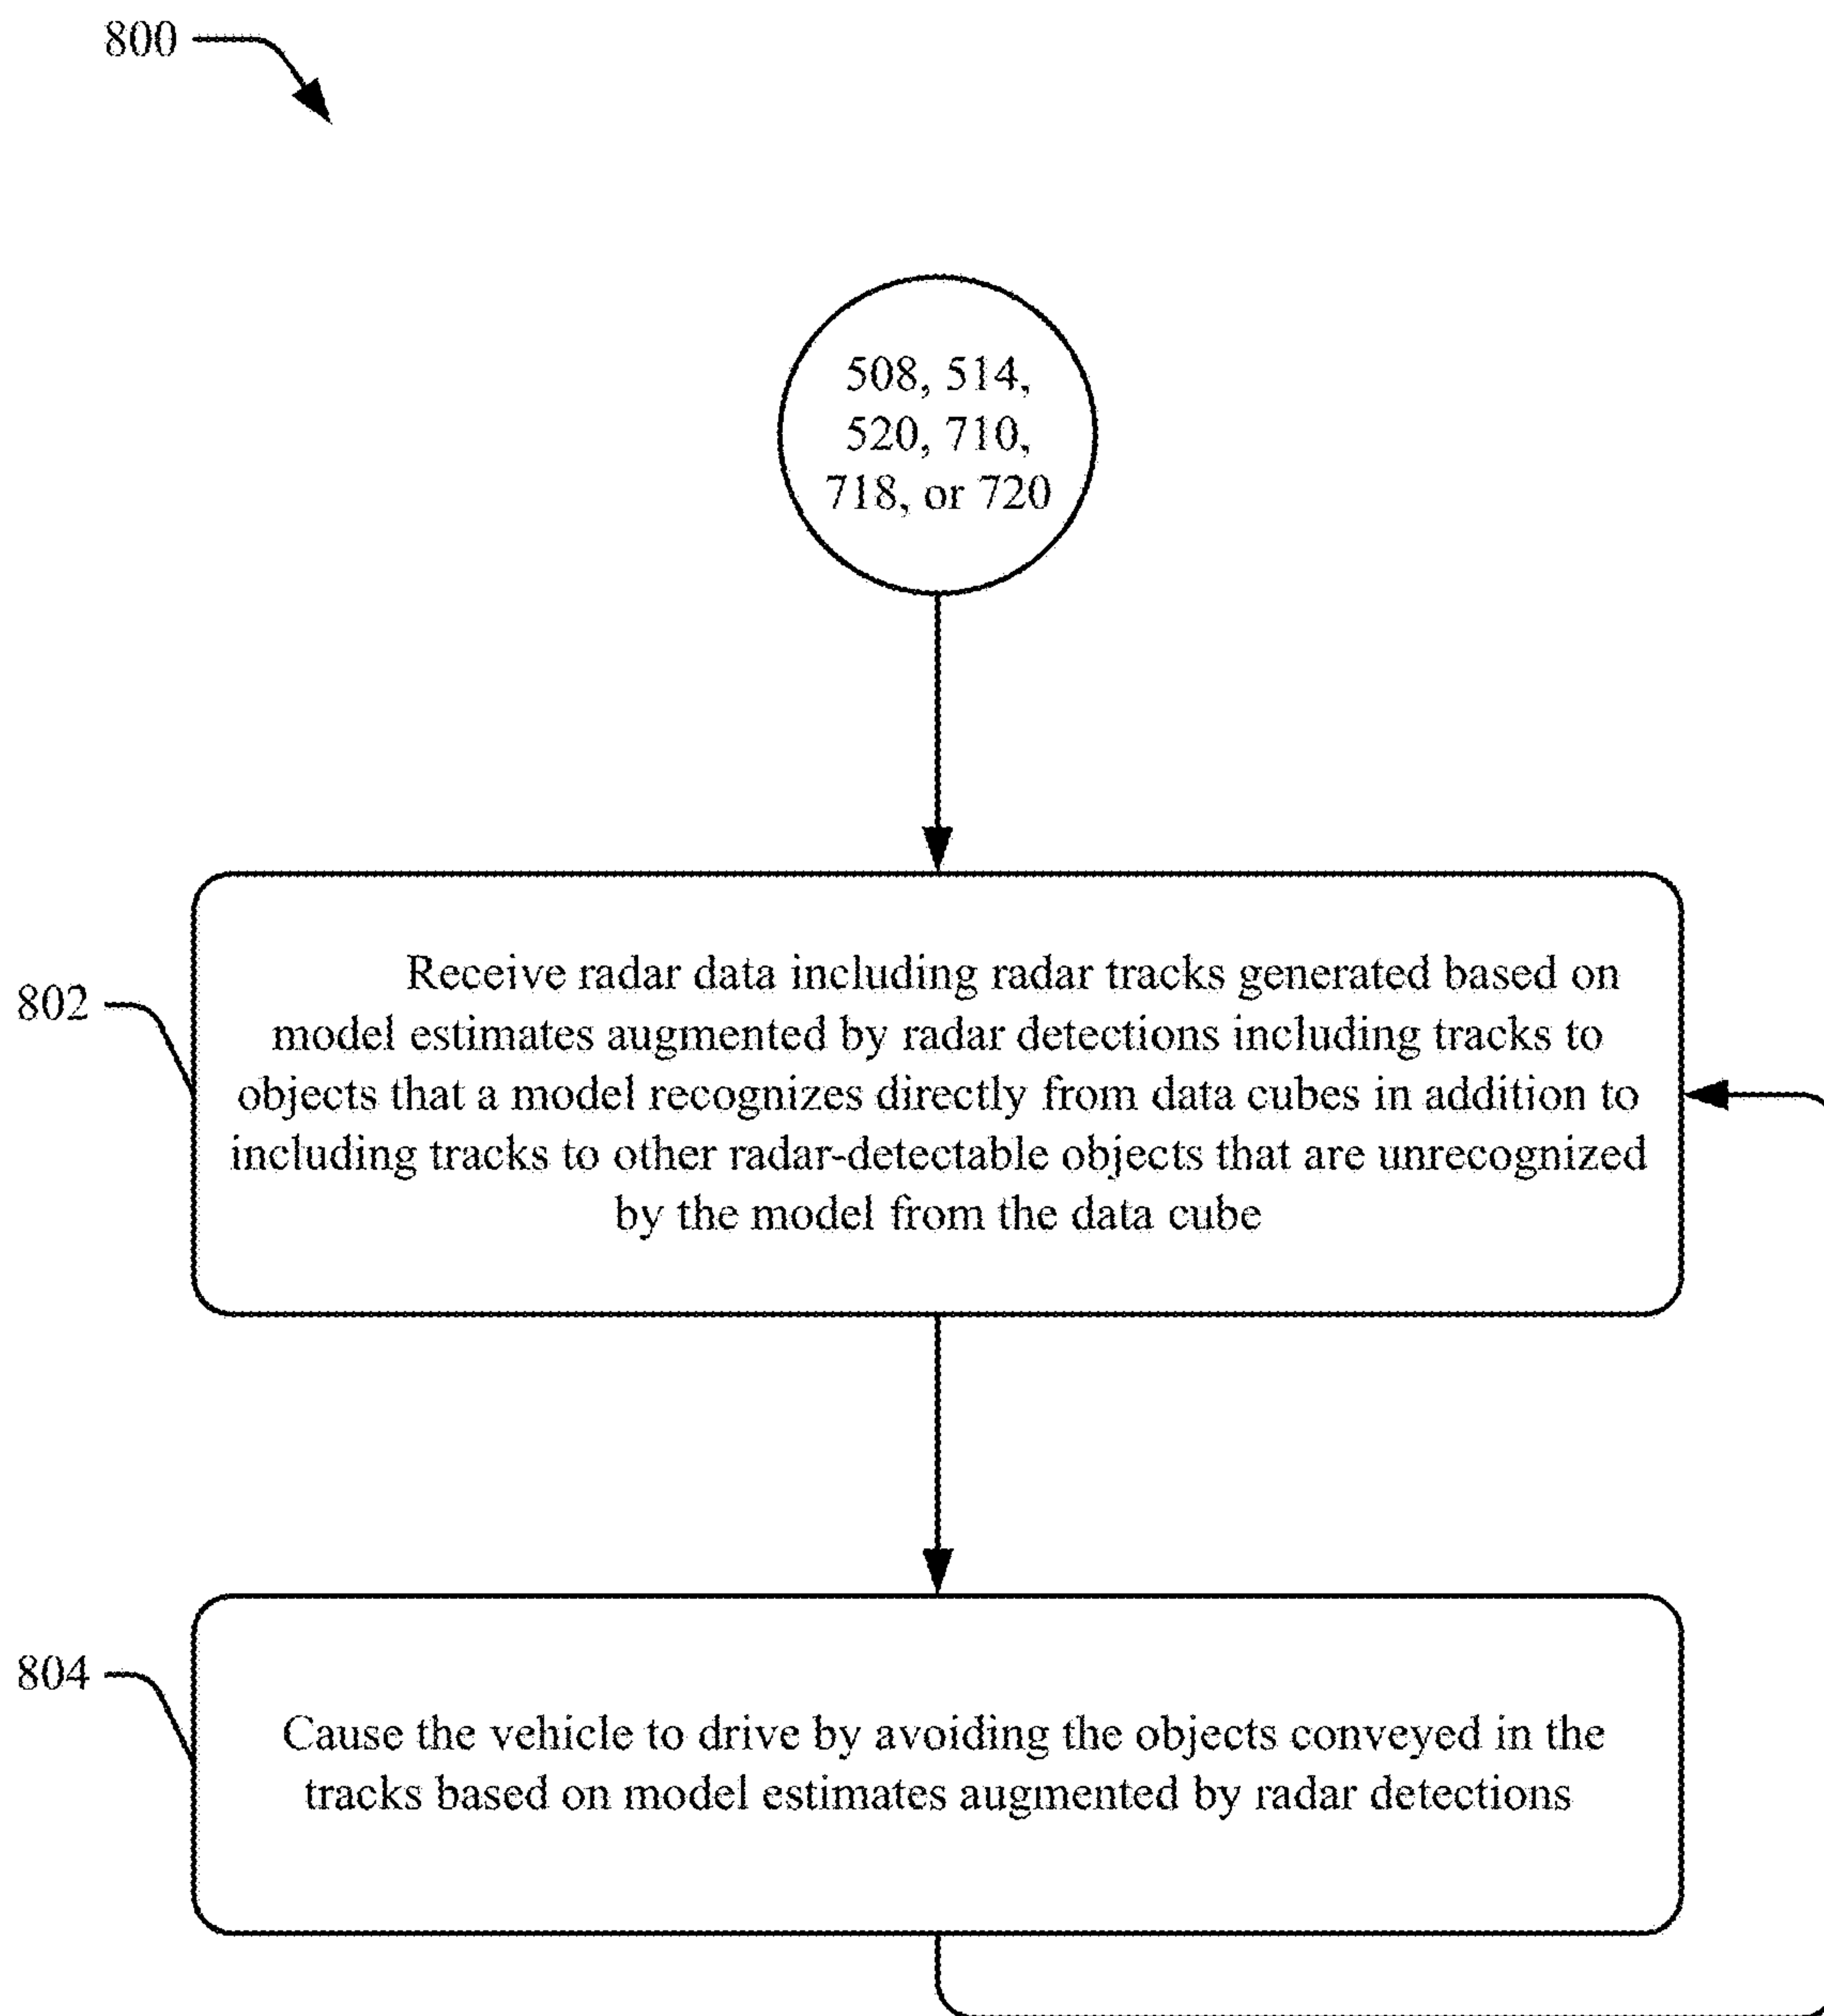 800
508, 514,
520, 710,
718, or 720
802
Receive radar data including radar tracks generated based on
model estimates augmented by radar detections including tracks to
objects that a model recognizes directly from data cubes in addition to
including tracks to other radar-detectable objects that are unrecognized
by the model from the data cube
804
Cause the vehicle to drive by avoiding the objects conveyed in the
tracks based on model estimates augmented by radar detections